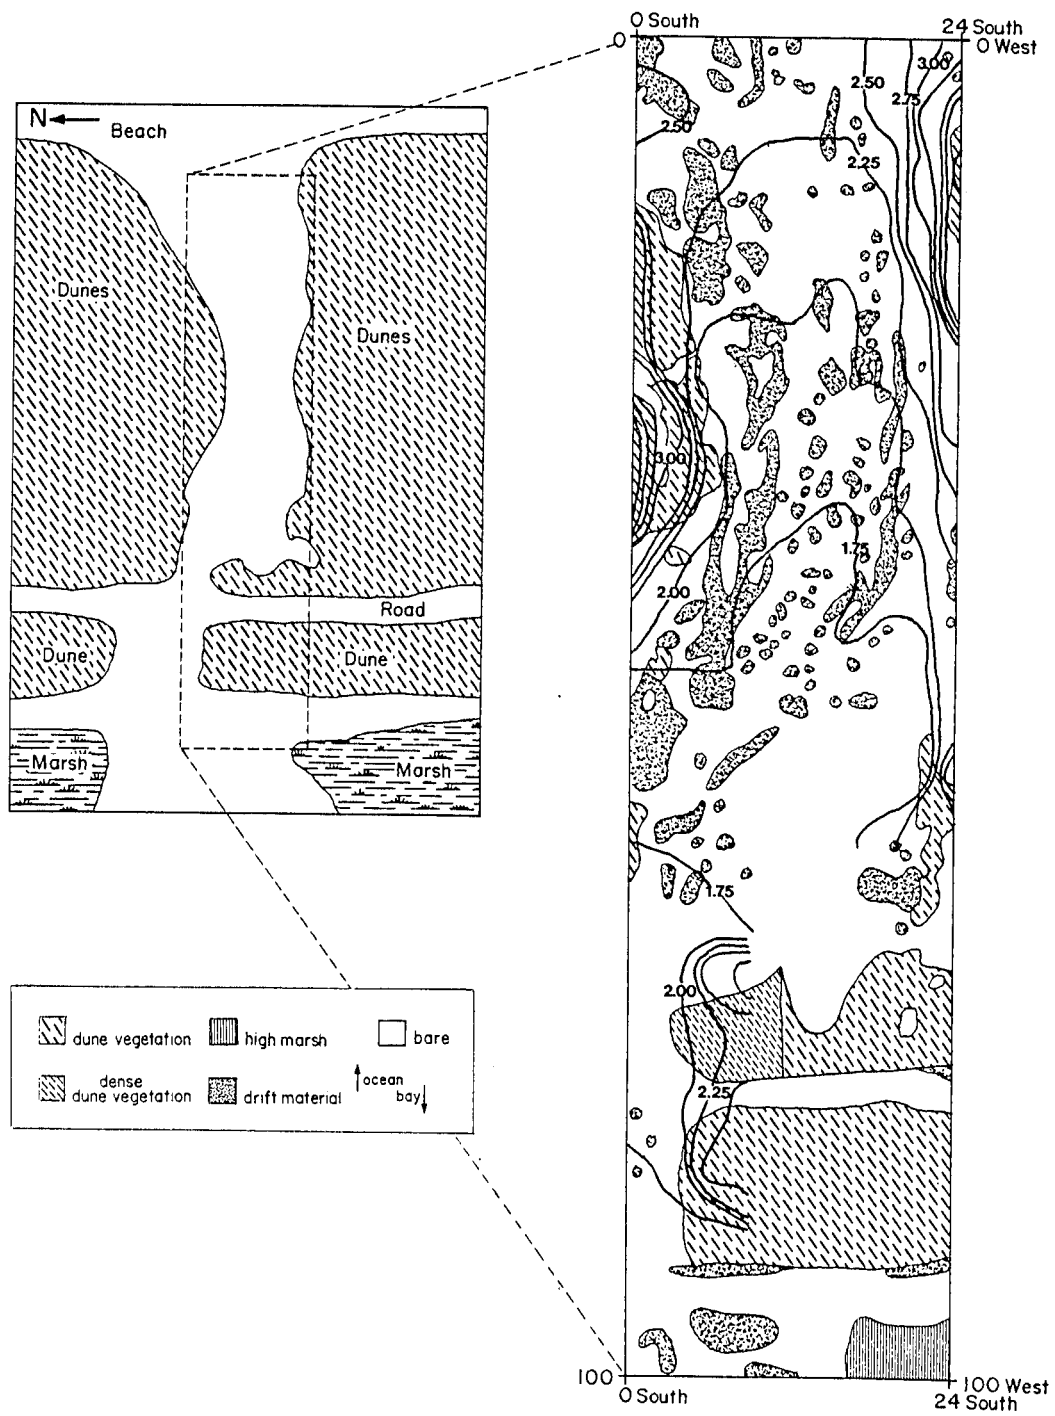 N
Beach
Dunes
Dunes
Road
Dune
Dune
Marsh
Marsh
dune vegetation
high marsh
bare
dense
dune vegetation
drift material
ocean
bay
0 South
24 South
0
0 West
3.00
2.50
2.75
2.50
2.25
3.00
1.75
2.00
1.75
2.00
2.25
100
100 West
0 South
24 South